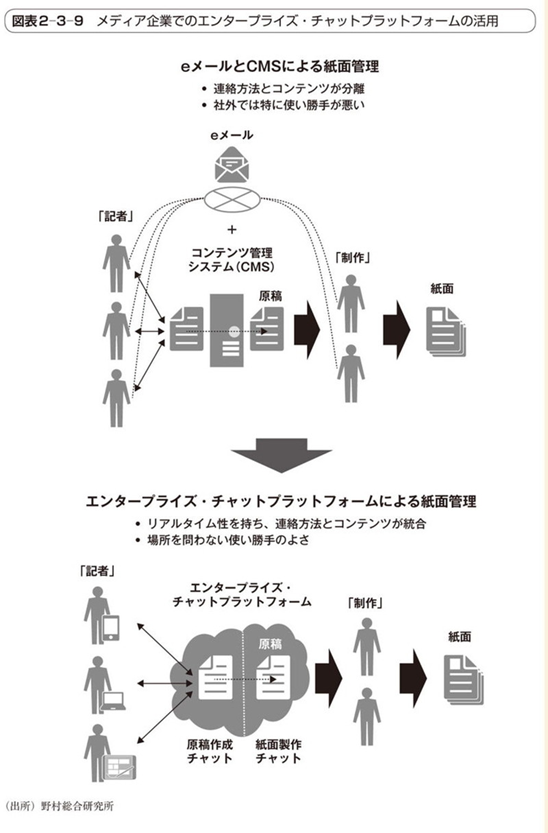 図表2-3-9 メディア企業でのエンタープライズ・チャットプラットフォームの活用
eメールとCMSによる紙面管理
• 連絡方法とコンテンツが分離
• 社外では特に使い勝手が悪い
eメール
「記者」
+
コンテンツ管理
システム（CMS）
原稿
「制作」
紙面
エンタープライズ・チャットプラットフォームによる紙面管理
• リアルタイム性を持ち、連絡方法とコンテンツが統合
• 場所を問わない使い勝手のよさ
「記者」
エンタープライズ・
チャットプラットフォーム
原稿
「制作」
紙面
原稿作成
チャット
紙面製作
チャット
（出所）野村総合研究所